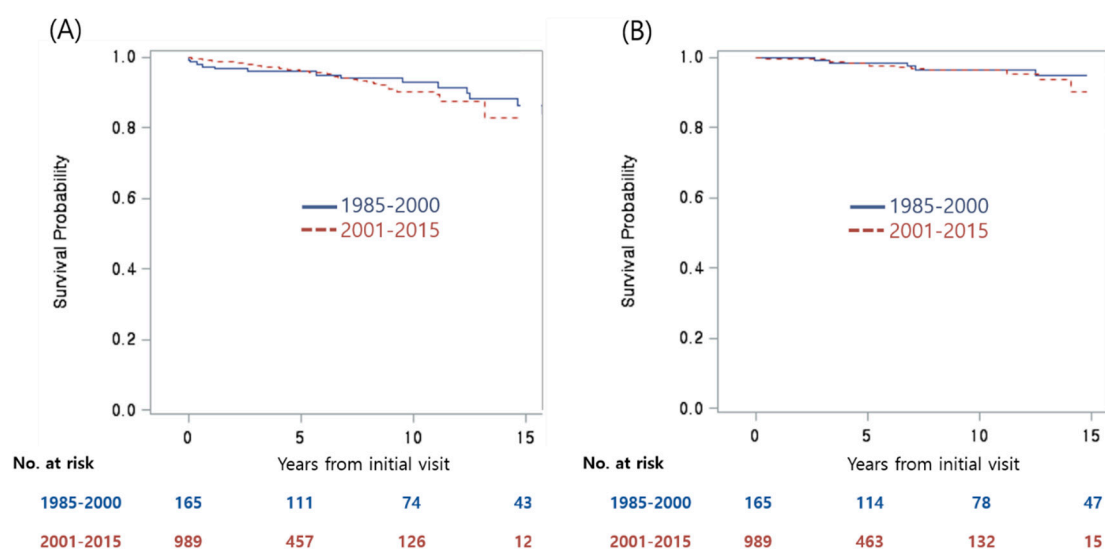 (A)
1.0
0.8
0.6
0.4
0.2
0.0
Survival Probability
1985-2000
2001-2015
0 5 10 15
No. at risk Years from initial visit
1985-2000 165 111 74 43
2001-2015 989 457 126 12
(B)
1.0
0.8
0.6
0.4
0.2
0.0
Survival Probability
1985-2000
2001-2015
0 5 10 15
No. at risk Years from initial visit
1985-2000 165 114 78 47
2001-2015 989 463 132 15